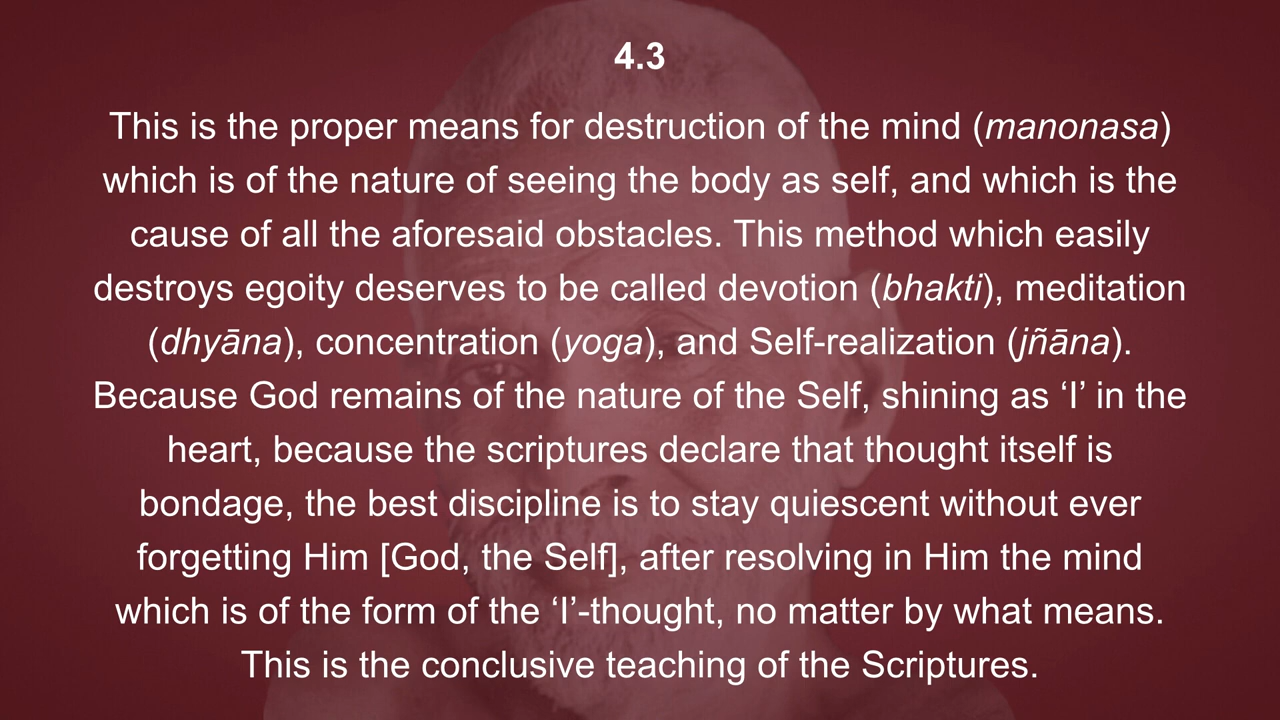 4.3
This is the proper means for destruction of the mind (manonasa)
which is of the nature of seeing the body as self, and which is the
cause of all the aforesaid obstacles. This method which easily
destroys egoity deserves to be called devotion (bhakti), meditation
(dhyāna), concentration (yoga), and Self-realization (jñāna).
Because God remains of the nature of the Self, shining as ‘I’ in the
heart, because the scriptures declare that thought itself is
bondage, the best discipline is to stay quiescent without ever
forgetting Him [God, the Self], after resolving in Him the mind
which is of the form of the ‘I’-thought, no matter by what means.
This is the conclusive teaching of the Scriptures.